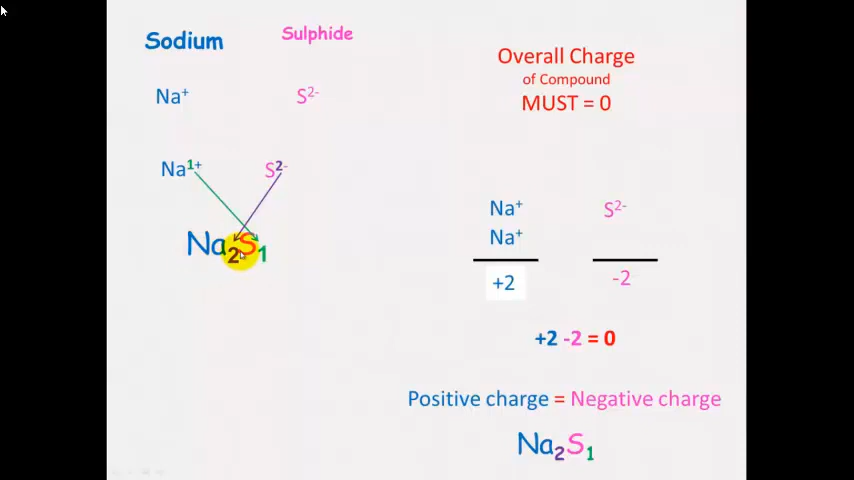 Sodium Sulphide
Na⁺ S²⁻
Na¹⁺ S²⁻
Na₂S₁
Overall Charge
of Compound
MUST = 0
Na⁺ S²⁻
Na⁺
+2 -2
+2 -2 = 0
Positive charge = Negative charge
Na₂S₁